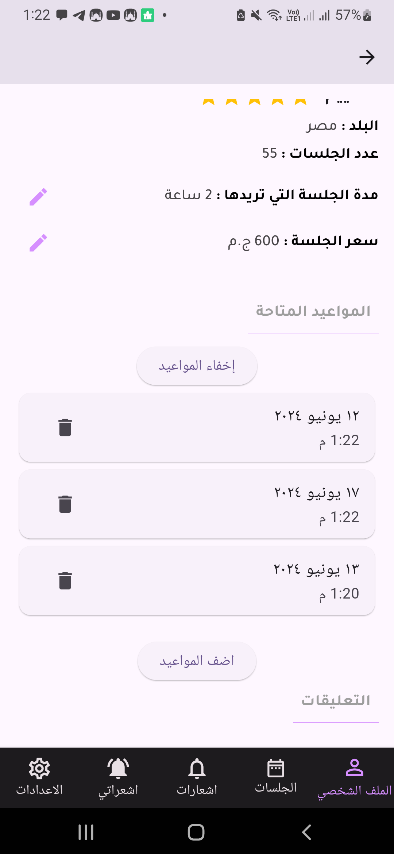 1:22
Vo)) LTE1 57%
البلد : مصر
عدد الجلسات : 55
مدة الجلسة التي تريدها : 2 ساعة
سعر الجلسة : 600 ج.م
المواعيد المتاحة
إخفاء المواعيد
١٢ يونيو ٢٠٢٤
1:22 م
١٧ يونيو ٢٠٢٤
1:22 م
١٣ يونيو ٢٠٢٤
1:20 م
اضف المواعيد
التعليقات
الملف الشخصي
الجلسات
اشعارات
اشعراتي
الاعدادات